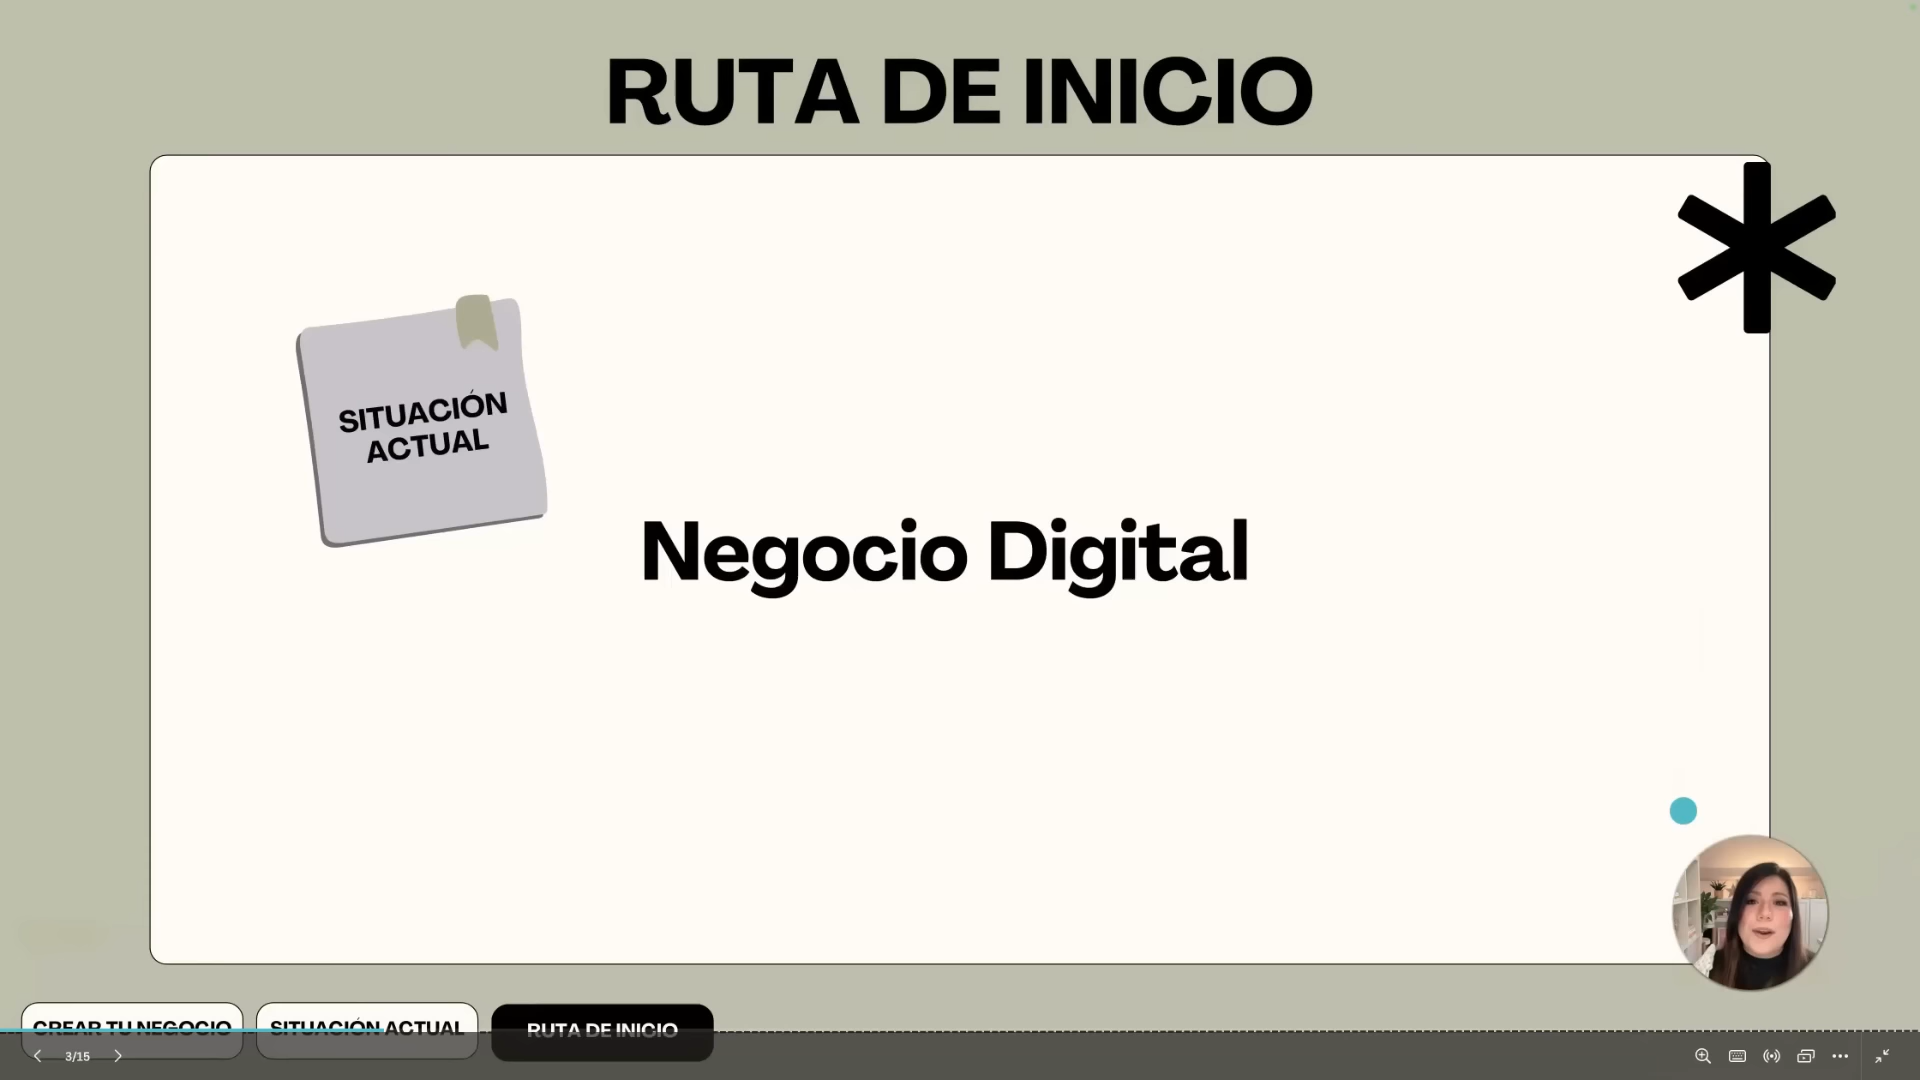 RUTA DE INICIO
SITUACIÓN
ACTUAL
Negocio Digital
CREAR TU NEGOCIO
SITUACIÓN ACTUAL
RUTA DE INICIO
3/15